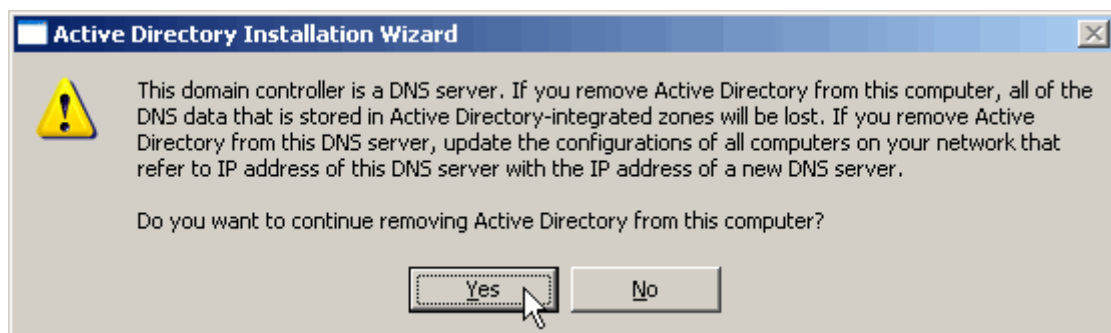 Active Directory Installation Wizard
This domain controller is a DNS server. If you remove Active Directory from this computer, all of the
DNS data that is stored in Active Directory-integrated zones will be lost. If you remove Active
Directory from this DNS server, update the configurations of all computers on your network that
refer to IP address of this DNS server with the IP address of a new DNS server.
Do you want to continue removing Active Directory from this computer?
Yes No